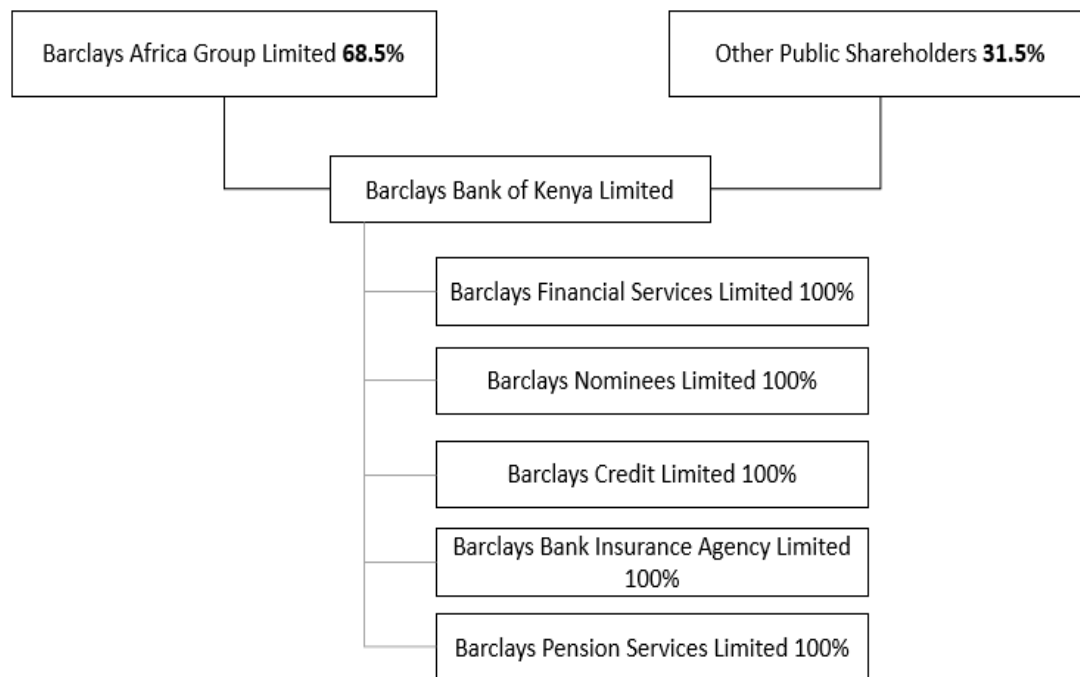 Barclays Africa Group Limited 68.5%
Other Public Shareholders 31.5%
Barclays Bank of Kenya Limited
Barclays Financial Services Limited 100%
Barclays Nominees Limited 100%
Barclays Credit Limited 100%
Barclays Bank Insurance Agency Limited
100%
Barclays Pension Services Limited 100%